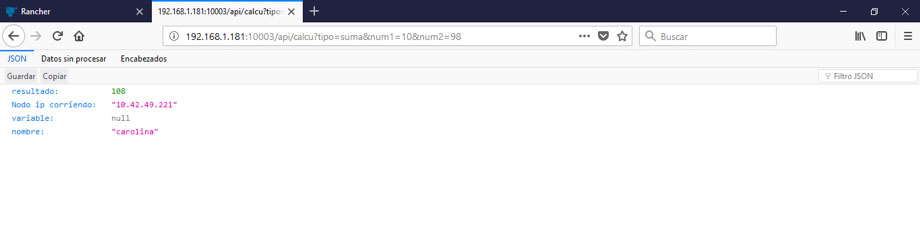 Rancher
192.168.1.181:10003/api/calcu?tipo=
192.168.1.181:10003/api/calcu?tipo=suma&num1=10&num2=98
Buscar
JSON
Datos sin procesar
Encabezados
Guardar
Copiar
Filtro JSON
resultado: 108
Nodo ip corriendo: "10.42.49.221"
variable: null
nombre: "carolina"